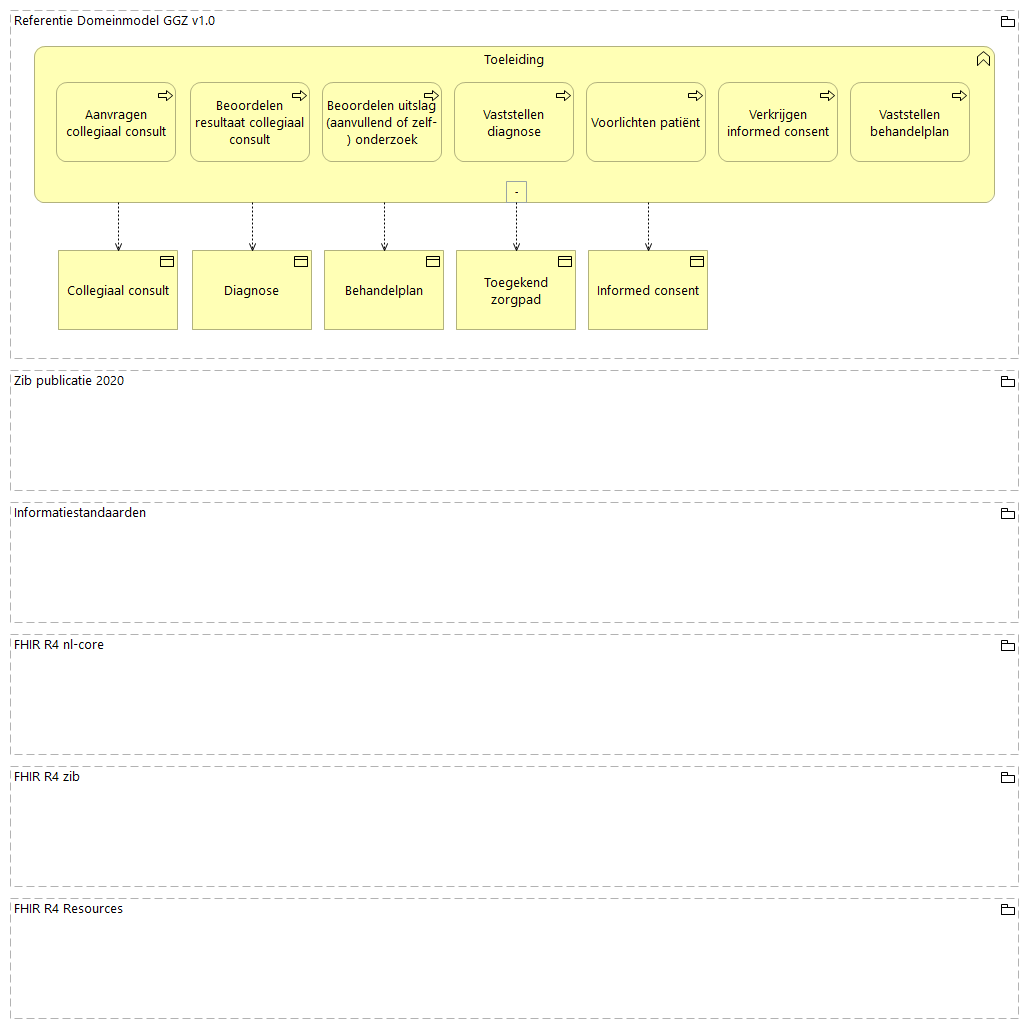 Referentie Domeinmodel GGZ v1.0
Toeleiding
Aanvragen
collegiaal consult
Beoordelen
resultaat collegiaal
consult
Beoordelen uitslag
(aanvullend of zelf-
) onderzoek
Vaststellen
diagnose
Voorlichten patiënt
Verkrijgen
informed consent
Vaststellen
behandelplan
-
Collegiaal consult
Diagnose
Behandelplan
Toegekend
zorgpad
Informed consent
Zib publicatie 2020
Informatiestandaarden
FHIR R4 nl-core
FHIR R4 zib
FHIR R4 Resources